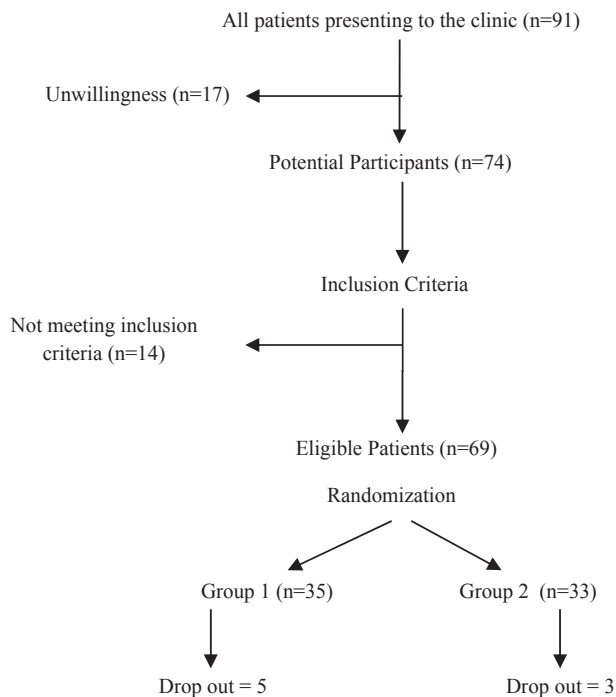 All patients presenting to the clinic (n=91)
Unwillingness (n=17)
Potential Participants (n=74)
Inclusion Criteria
Not meeting inclusion
criteria (n=14)
Eligible Patients (n=69)
Randomization
Group 1 (n=35)
Group 2 (n=33)
Drop out = 5
Drop out = 3